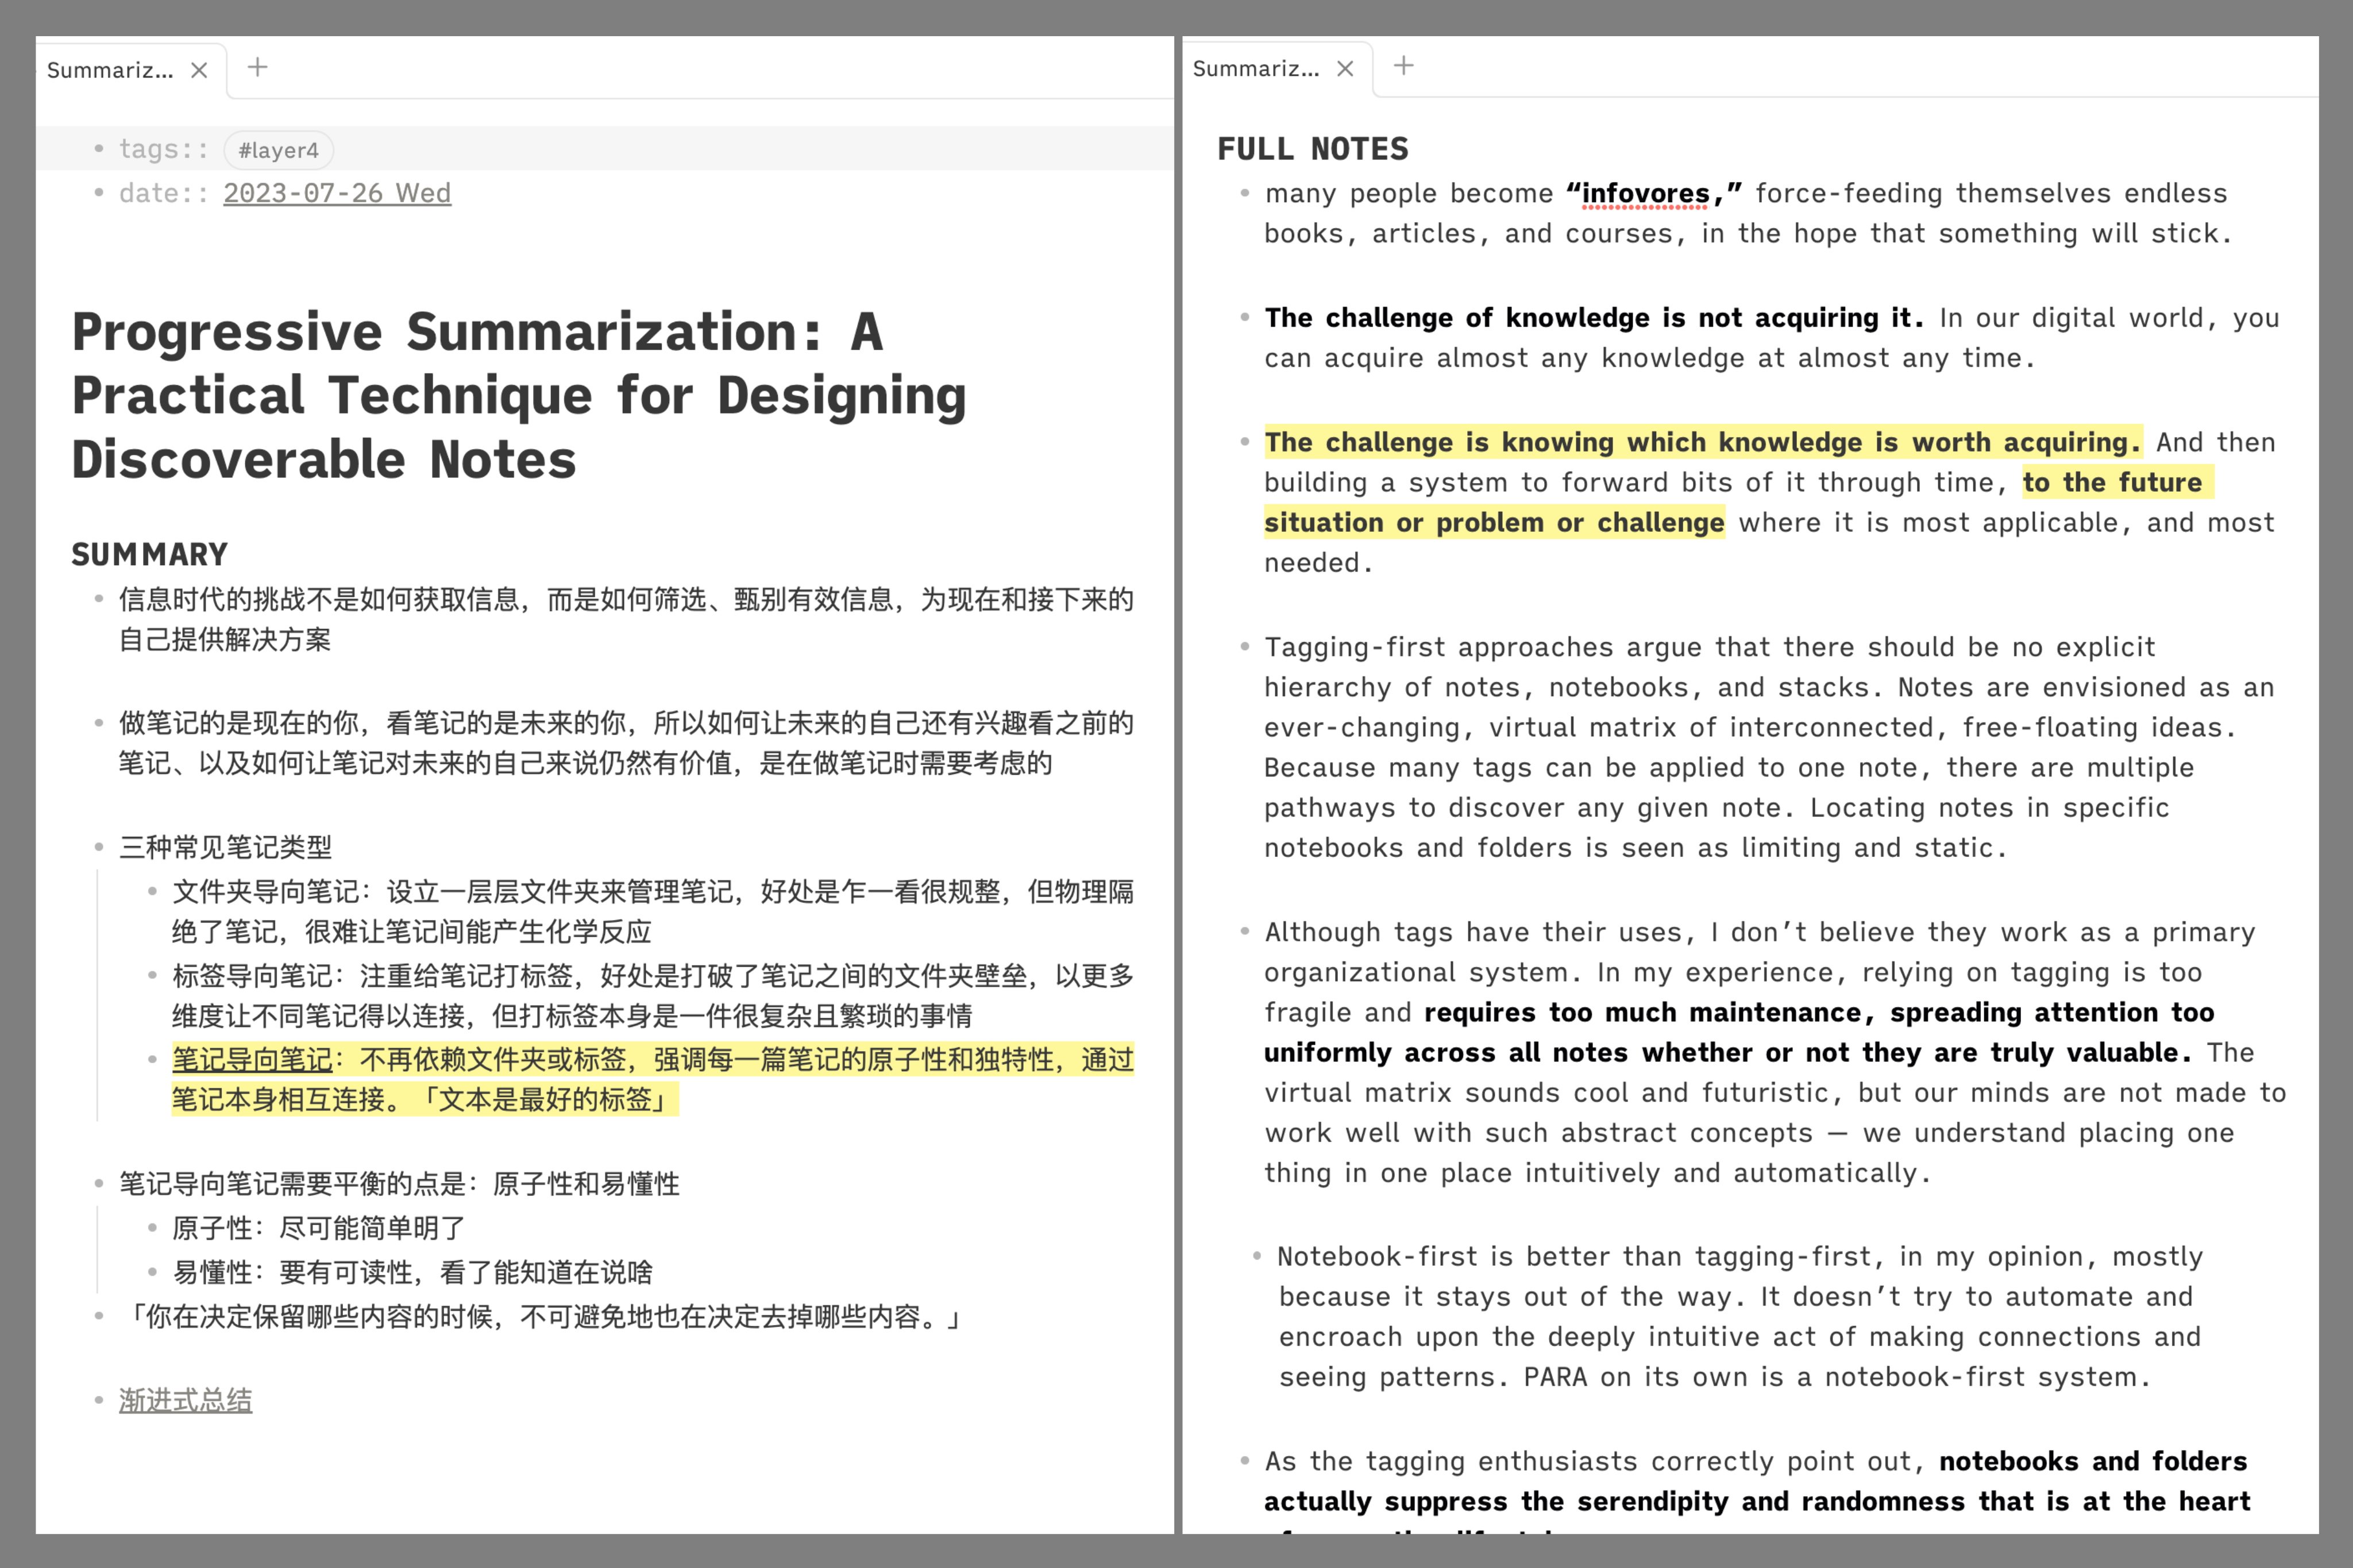 Summariz...
tags:: #layer4
date:: 2023-07-26 Wed
Progressive Summarization: A
Practical Technique for Designing
Discoverable Notes
SUMMARY
信息时代的挑战不是如何获取信息，而是如何筛选、甄别有效信息，为现在和接下来的
自己提供解决方案
做笔记的是现在的你，看笔记的是未来的你，所以如何让未来的自己还有兴趣看之前的
笔记、以及如何让笔记对未来的自己来说仍然有价值，是在做笔记时需要考虑的
三种常见笔记类型
文件夹导向笔记：设立一层层文件夹来管理笔记，好处是乍一看很规整，但物理隔
绝了笔记，很难让笔记间能产生化学反应
标签导向笔记：注重给笔记打标签，好处是打破了笔记之间的文件夹壁垒，以更多
维度让不同笔记得以连接，但打标签本身是一件很复杂且繁琐的事情
笔记导向笔记：不再依赖文件夹或标签，强调每一篇笔记的原子性和独特性，通过
笔记本身相互连接。「文本是最好的标签」
笔记导向笔记需要平衡的点是：原子性和易懂性
原子性：尽可能简单明了
易懂性：要有可读性，看了能知道在说啥
「你在决定保留哪些内容的时候，不可避免地也在决定去掉哪些内容。」
渐进式总结
Summariz...
FULL NOTES
many people become “infovores,” force-feeding themselves endless
books, articles, and courses, in the hope that something will stick.
The challenge of knowledge is not acquiring it. In our digital world, you
can acquire almost any knowledge at almost any time.
The challenge is knowing which knowledge is worth acquiring. And then
building a system to forward bits of it through time, to the future
situation or problem or challenge where it is most applicable, and most
needed.
Tagging-first approaches argue that there should be no explicit
hierarchy of notes, notebooks, and stacks. Notes are envisioned as an
ever-changing, virtual matrix of interconnected, free-floating ideas.
Because many tags can be applied to one note, there are multiple
pathways to discover any given note. Locating notes in specific
notebooks and folders is seen as limiting and static.
Although tags have their uses, I don’t believe they work as a primary
organizational system. In my experience, relying on tagging is too
fragile and requires too much maintenance, spreading attention too
uniformly across all notes whether or not they are truly valuable. The
virtual matrix sounds cool and futuristic, but our minds are not made to
work well with such abstract concepts — we understand placing one
thing in one place intuitively and automatically.
Notebook-first is better than tagging-first, in my opinion, mostly
because it stays out of the way. It doesn’t try to automate and
encroach upon the deeply intuitive act of making connections and
seeing patterns. PARA on its own is a notebook-first system.
As the tagging enthusiasts correctly point out, notebooks and folders
actually suppress the serendipity and randomness that is at the heart